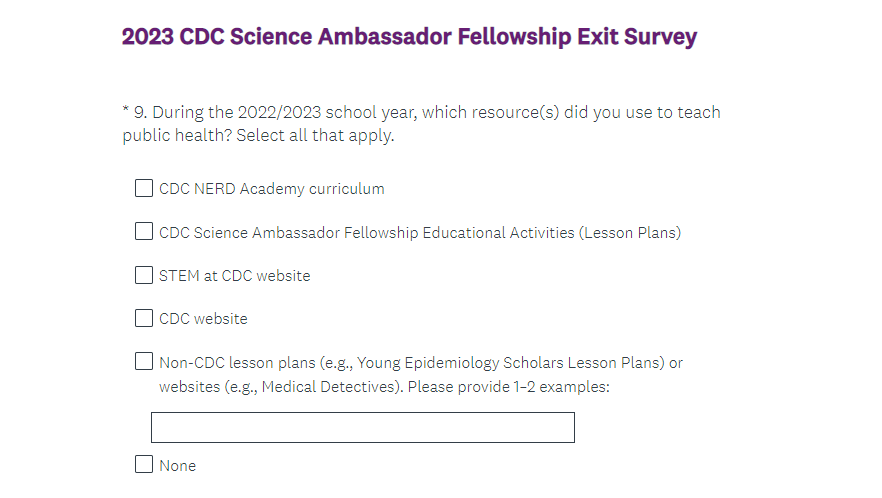 2023 CDC Science Ambassador Fellowship Exit Survey
* 9. During the 2022/2023 school year, which resource(s) did you use to teach
public health? Select all that apply.
CDC NERD Academy curriculum
CDC Science Ambassador Fellowship Educational Activities (Lesson Plans)
STEM at CDC website
CDC website
Non-CDC lesson plans (e.g., Young Epidemiology Scholars Lesson Plans) or
websites (e.g., Medical Detectives). Please provide 1–2 examples:
None